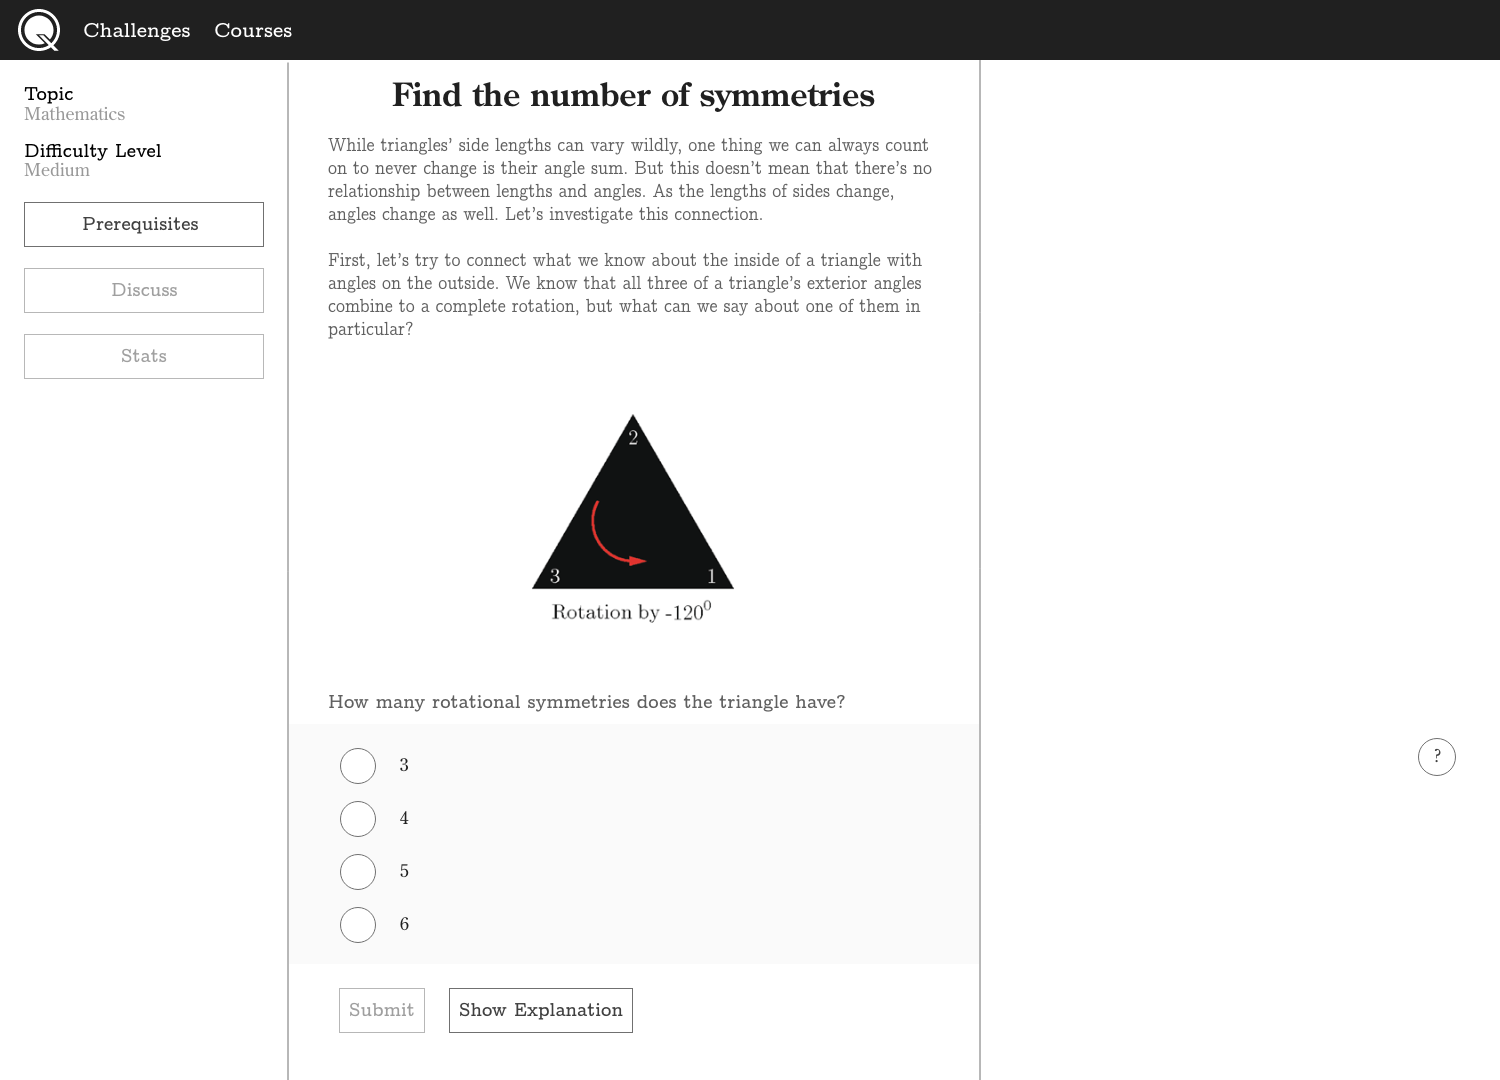 Challenges Courses
Topic
Mathematics
Difficulty Level
Medium
Prerequisites
Discuss
Stats
Find the number of symmetries
While triangles’ side lengths can vary wildly, one thing we can always count
on to never change is their angle sum. But this doesn’t mean that there’s no
relationship between lengths and angles. As the lengths of sides change,
angles change as well. Let’s investigate this connection.
First, let’s try to connect what we know about the inside of a triangle with
angles on the outside. We know that all three of a triangle’s exterior angles
combine to a complete rotation, but what can we say about one of them in
particular?
2
3 1
Rotation by -120⁰
How many rotational symmetries does the triangle have?
3
4
5
6
Submit Show Explanation
?